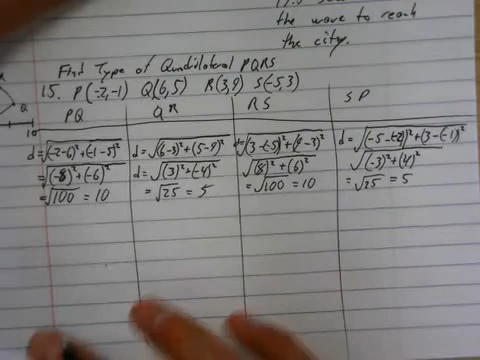 the wave to reach
the city.
Find Type of Quadilateral PQRS
15. P(-2,-1) Q(6,5) R(3,9) S(-5,3)
PQ QR RS SP
d=√(-2-6)²+(-1-5)² d=√(6-3)²+(5-9)² d=√(3-(-5))²+(9-3)² d=√(-5-(-2))²+(3-(-1))²
=√(-8)²+(-6)² d=√(3)²+(-4)² √(8)²+(6)² √(-3)²+(4)²
=√100 = 10 =√25 = 5 =√100 = 10 =√25 = 5
Q
10